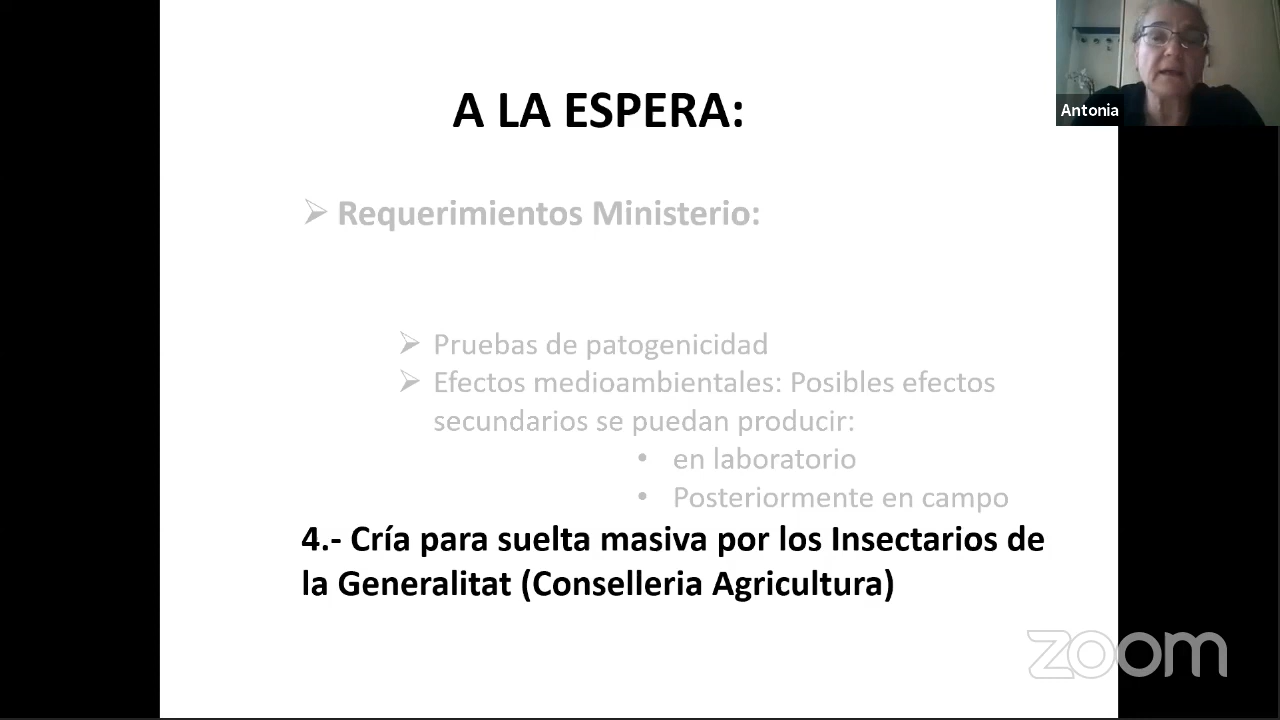 A LA ESPERA:
Antonia
➢ Requerimientos Ministerio:
➢ Pruebas de patogenicidad
➢ Efectos medioambientales: Posibles efectos
secundarios se puedan producir:
• en laboratorio
• Posteriormente en campo
4.- Cría para suelta masiva por los Insectarios de
la Generalitat (Conselleria Agricultura)
zoom